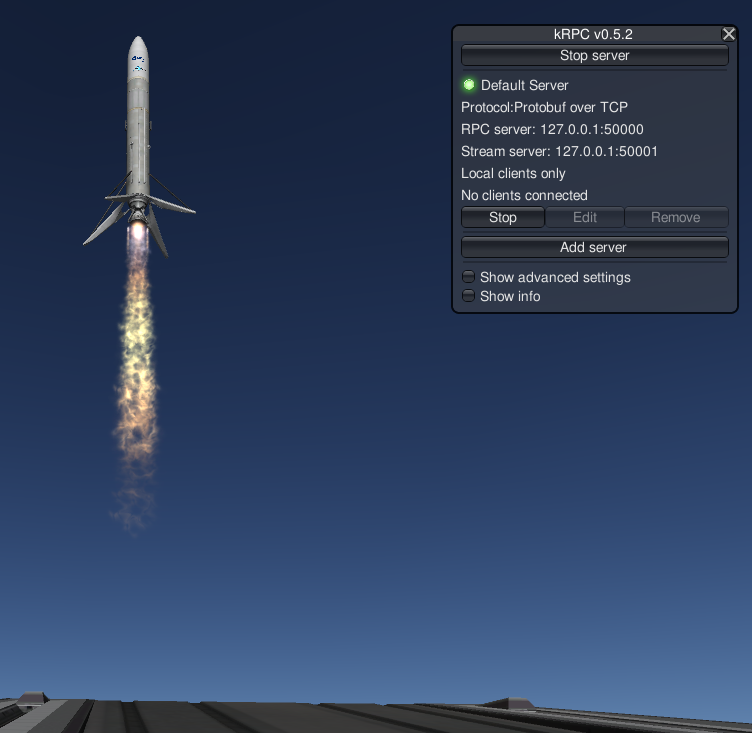 kRPC v0.5.2
Stop server
Default Server
Protocol:Protobuf over TCP
RPC server: 127.0.0.1:50000
Stream server: 127.0.0.1:50001
Local clients only
No clients connected
Stop Edit Remove
Add server
Show advanced settings
Show info